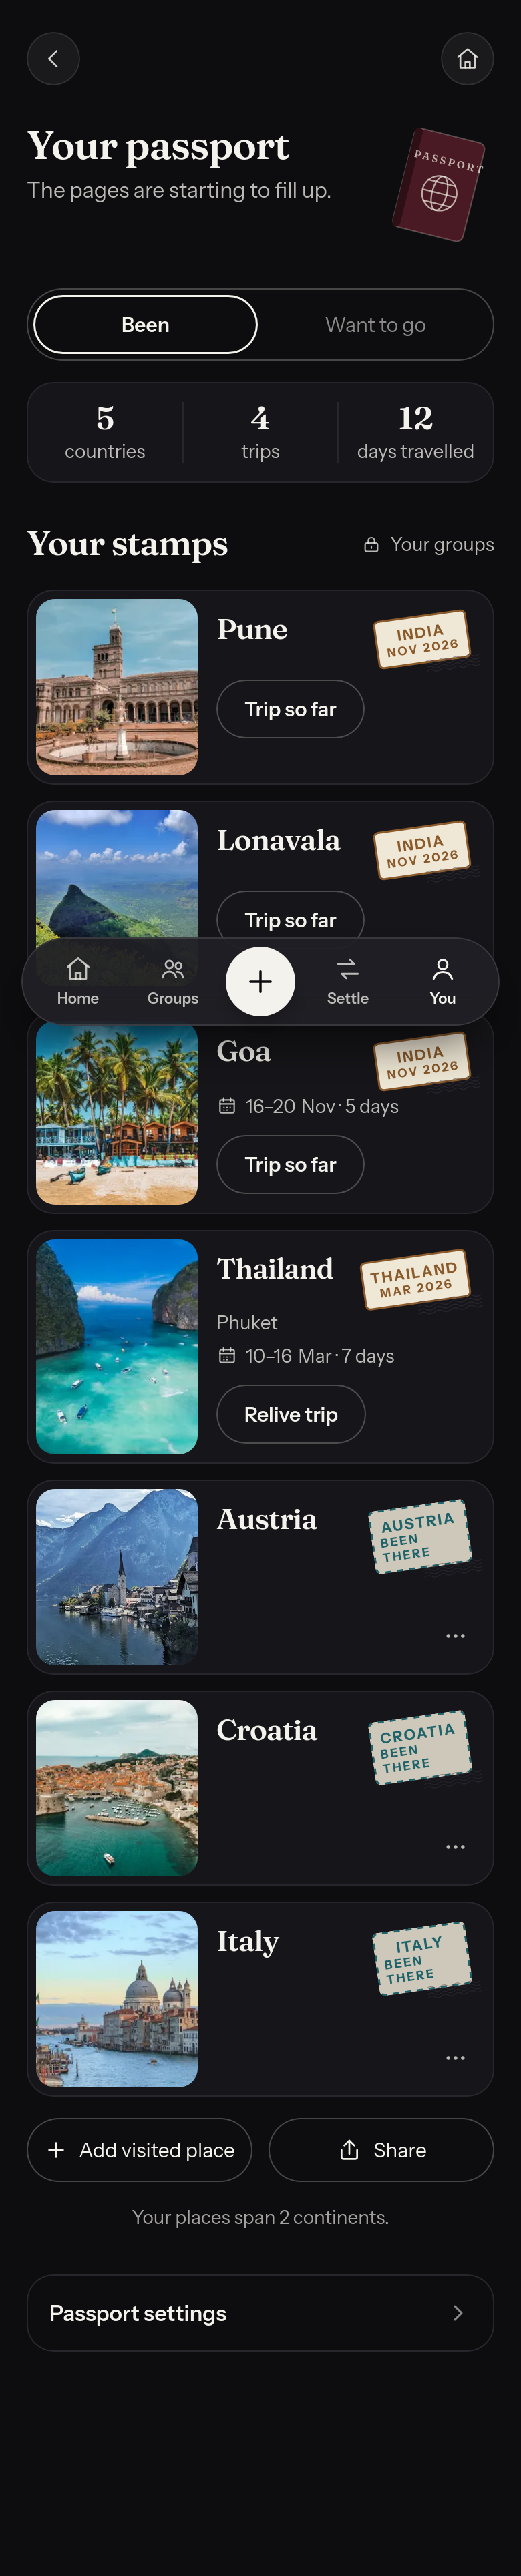 Your passport
The pages are starting to fill up.
PASSPORT
Been
Want to go
5
countries
4
trips
12
days travelled
Your stamps
Your groups
Pune
INDIA
NOV 2026
Trip so far
Lonavala
INDIA
NOV 2026
Trip so far
Home
Groups
Settle
You
Goa
INDIA
NOV 2026
16–20 Nov · 5 days
Trip so far
Thailand
THAILAND
MAR 2026
Phuket
10–16 Mar · 7 days
Relive trip
Austria
AUSTRIA
BEEN
THERE
Croatia
CROATIA
BEEN
THERE
Italy
ITALY
BEEN
THERE
Add visited place
Share
Your places span 2 continents.
Passport settings